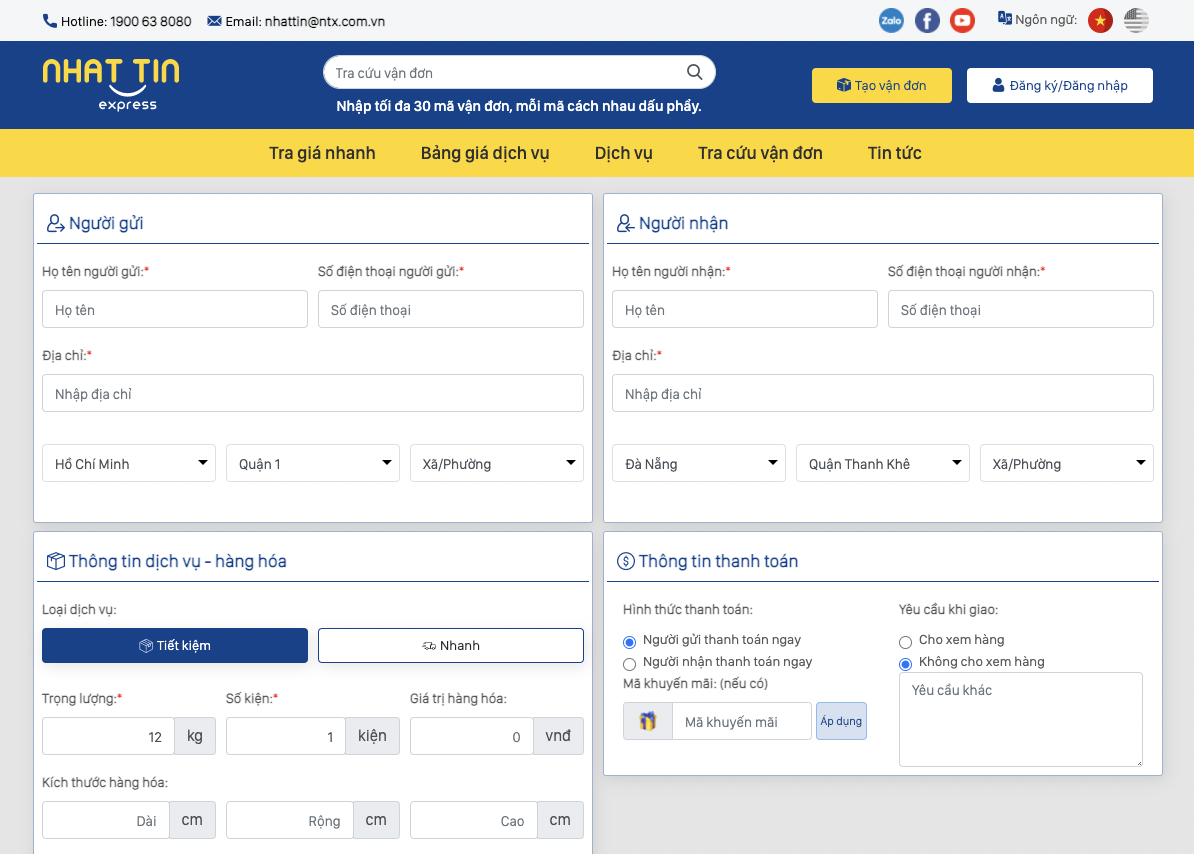 Hotline: 1900 63 8080 Email: nhattin@ntx.com.vn
Zalo Ngôn ngữ:
NHAT TIN
express
Tra cứu vận đơn
Nhập tối đa 30 mã vận đơn, mỗi mã cách nhau dấu phẩy.
Tạo vận đơn Đăng ký/Đăng nhập
Tra giá nhanh Bảng giá dịch vụ Dịch vụ Tra cứu vận đơn Tin tức
Người gửi
Họ tên người gửi:* Số điện thoại người gửi:*
Họ tên Số điện thoại
Địa chỉ:*
Nhập địa chỉ
Hồ Chí Minh Quận 1 Xã/Phường
Người nhận
Họ tên người nhận:* Số điện thoại người nhận:*
Họ tên Số điện thoại
Địa chỉ:*
Nhập địa chỉ
Đà Nẵng Quận Thanh Khê Xã/Phường
Thông tin dịch vụ - hàng hóa
Loại dịch vụ:
Tiết kiệm Nhanh
Trọng lượng:* Số kiện:* Giá trị hàng hóa:
12 kg 1 kiện 0 vnđ
Kích thước hàng hóa:
Dài cm Rộng cm Cao cm
Thông tin thanh toán
Hình thức thanh toán: Yêu cầu khi giao:
Người gửi thanh toán ngay Cho xem hàng
Người nhận thanh toán ngay Không cho xem hàng
Mã khuyến mãi: (nếu có) Yêu cầu khác
Mã khuyến mãi Áp dụng